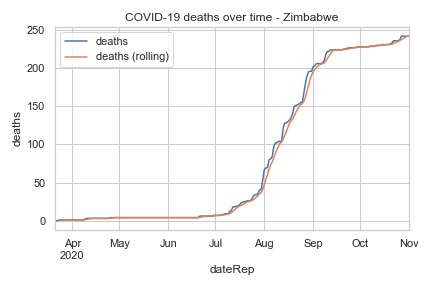 COVID-19 deaths over time - Zimbabwe
deaths
deaths (rolling)
250
200
150
100
50
0
deaths
Apr May Jun Jul Aug Sep Oct Nov
2020
dateRep